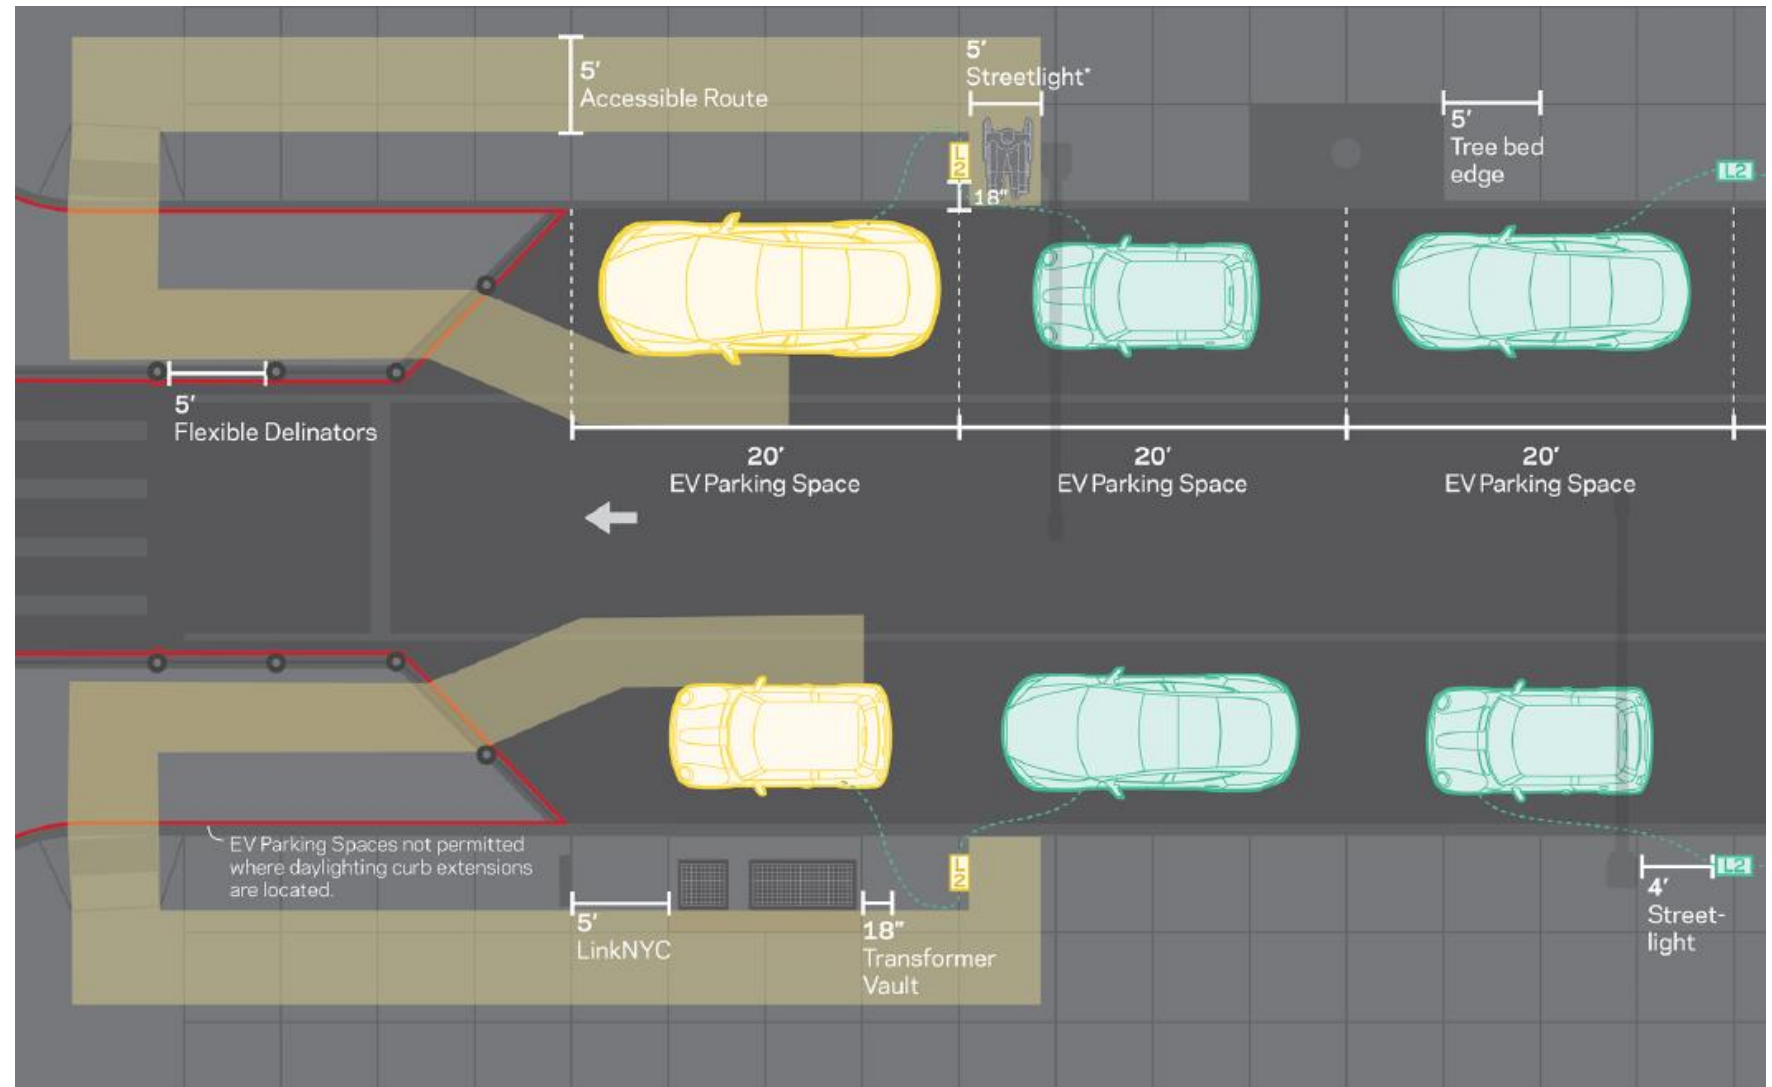 5′
Accessible Route
5′
Streetlight*
5′
Tree bed
edge
L2
L2
18″
5′
Flexible Delinators
20′
EV Parking Space
20′
EV Parking Space
20′
EV Parking Space
EV Parking Spaces not permitted
where daylighting curb extensions
are located.
5′
LinkNYC
18″
Transformer
Vault
L2
4′
Street-
light
L2